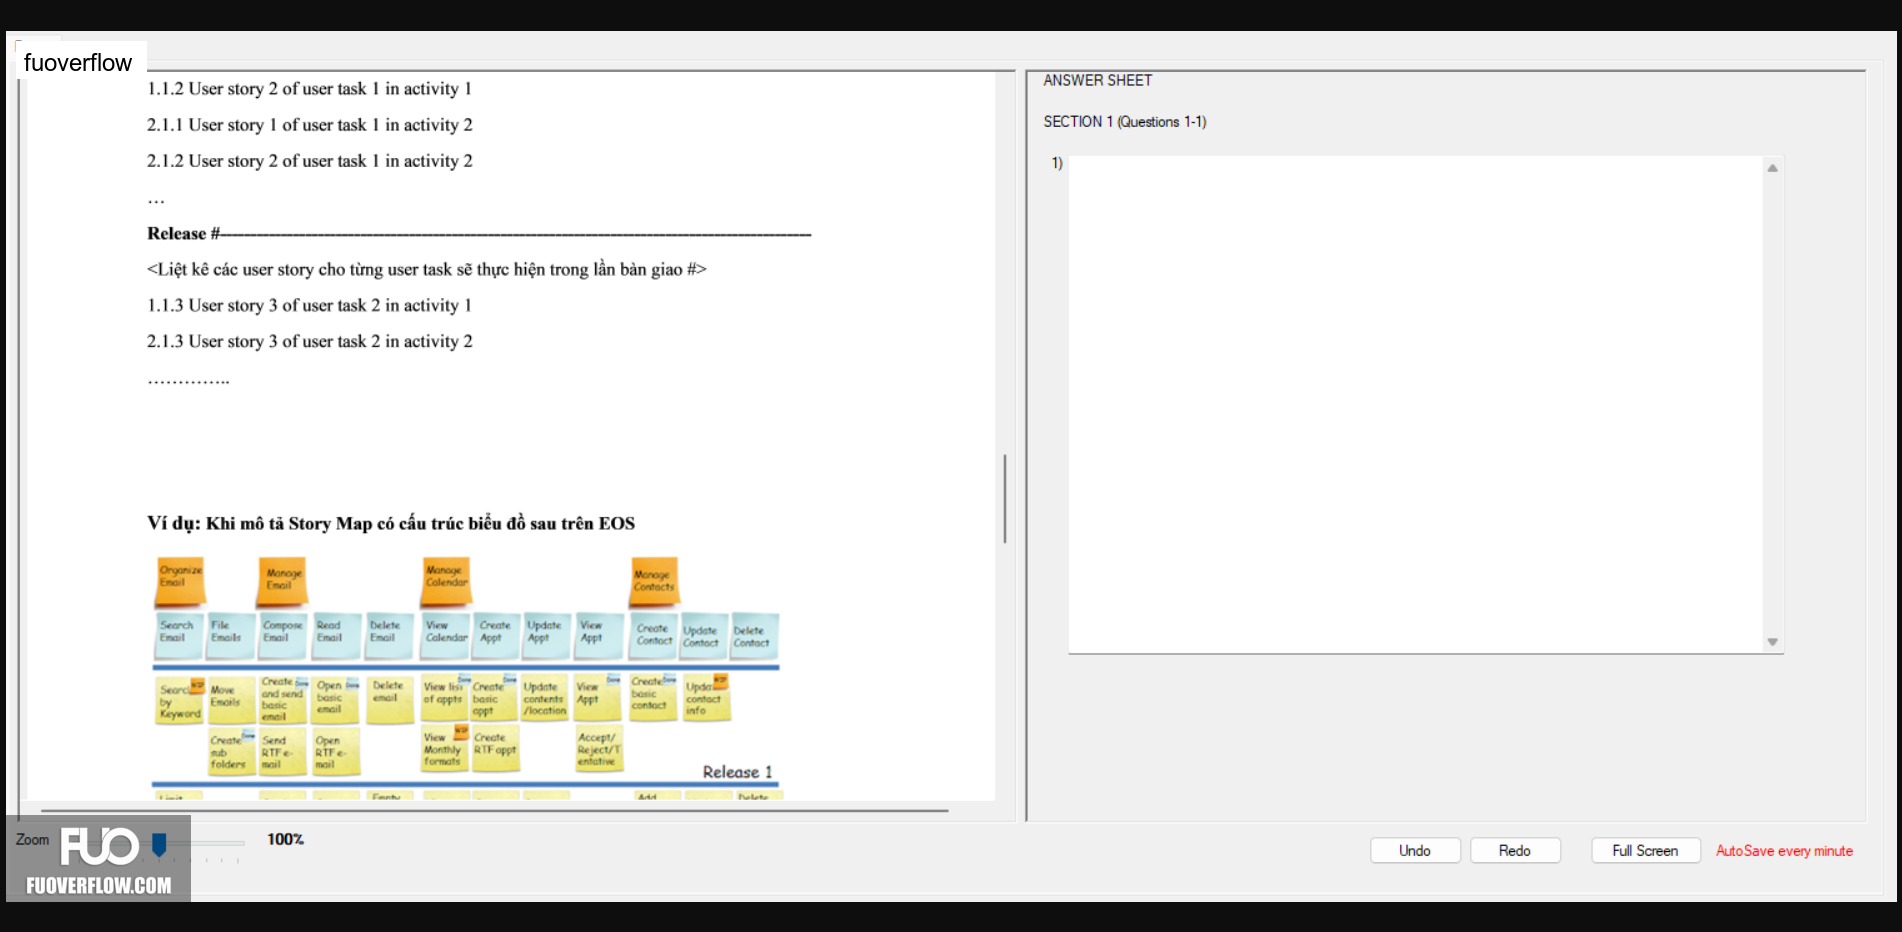 fuoverflow
1.1.2 User story 2 of user task 1 in activity 1
2.1.1 User story 1 of user task 1 in activity 2
2.1.2 User story 2 of user task 1 in activity 2
…
Release #
<Liệt kê các user story cho từng user task sẽ thực hiện trong lần bàn giao #>
1.1.3 User story 3 of user task 2 in activity 1
2.1.3 User story 3 of user task 2 in activity 2
…………..
Ví dụ: Khi mô tả Story Map có cấu trúc biểu đồ sau trên EOS
Organize Email
Manage Email
Manage Calendar
Manage Contacts
Search Email
File Emails
Compose Email
Read Email
Delete Email
View Calendar
Create Appt
Update Appt
View Appt
Create Contact
Update Contact
Delete Contact
Search by Keyword
Move Emails
Create and send basic email
Open basic email
Delete email
View list of appts
Create basic appt
Update contents /location
View Appt
Create basic contact
Update contact info
Create sub folders
Send RTF e-mail
Open RTF e-mail
View Monthly formats
Create RTF appt
Accept/ Reject/T entative
Release 1
Limit
Empty
Add
Delete
ANSWER SHEET
SECTION 1 (Questions 1-1)
1)
Zoom
100%
FUO
FUOVERFLOW.COM
Undo
Redo
Full Screen
AutoSave every minute